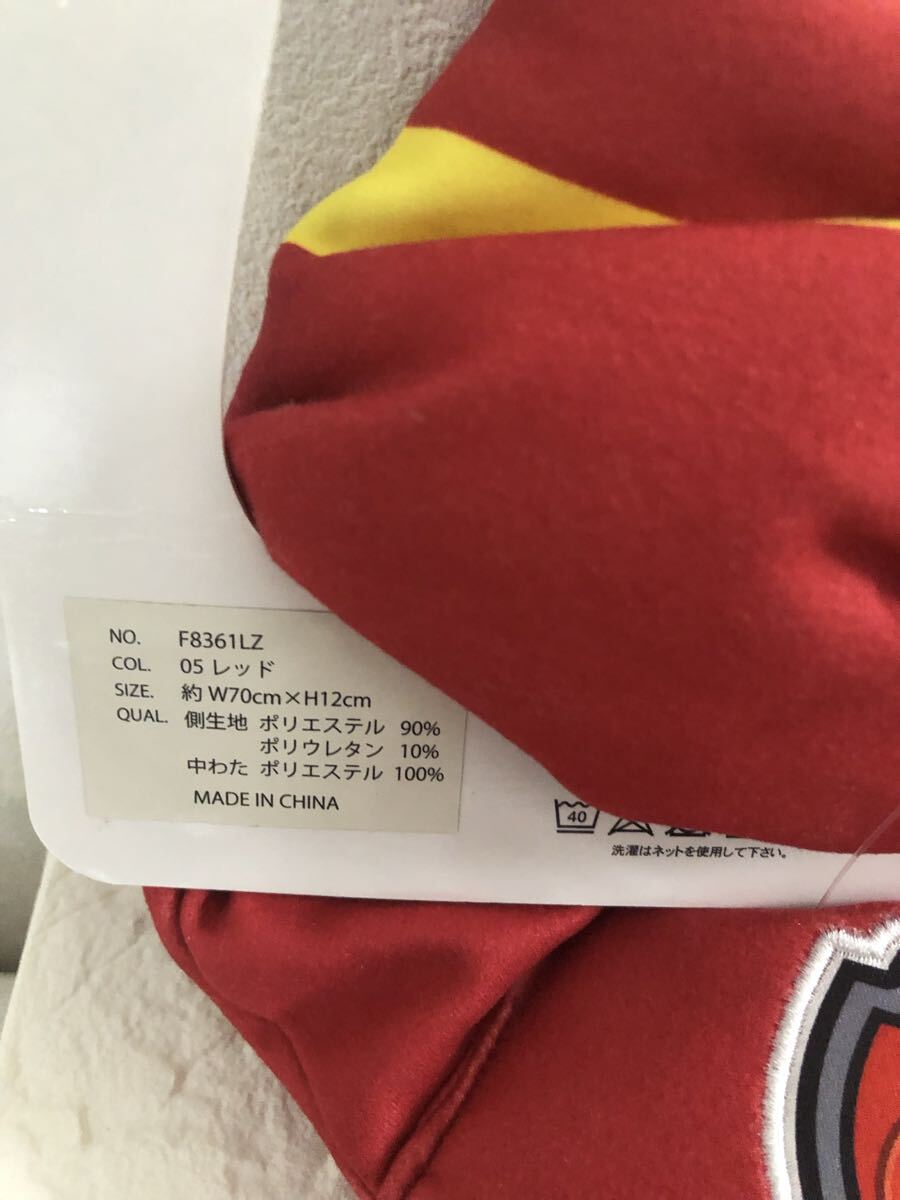 NO. F8361LZ
COL. 05 レッド
SIZE. 約 W70cm×H12cm
QUAL. 側生地 ポリエステル 90%
ポリウレタン 10%
中わた ポリエステル 100%
MADE IN CHINA
40
洗濯はネットを使用して下さい。